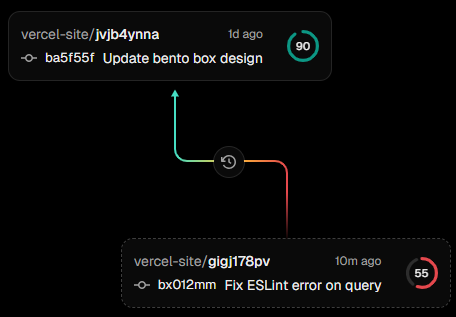 vercel-site/jvjb4ynna 1d ago
90
ba5f55f Update bento box design
vercel-site/gigj178pv 10m ago
55
bx012mm Fix ESLint error on query